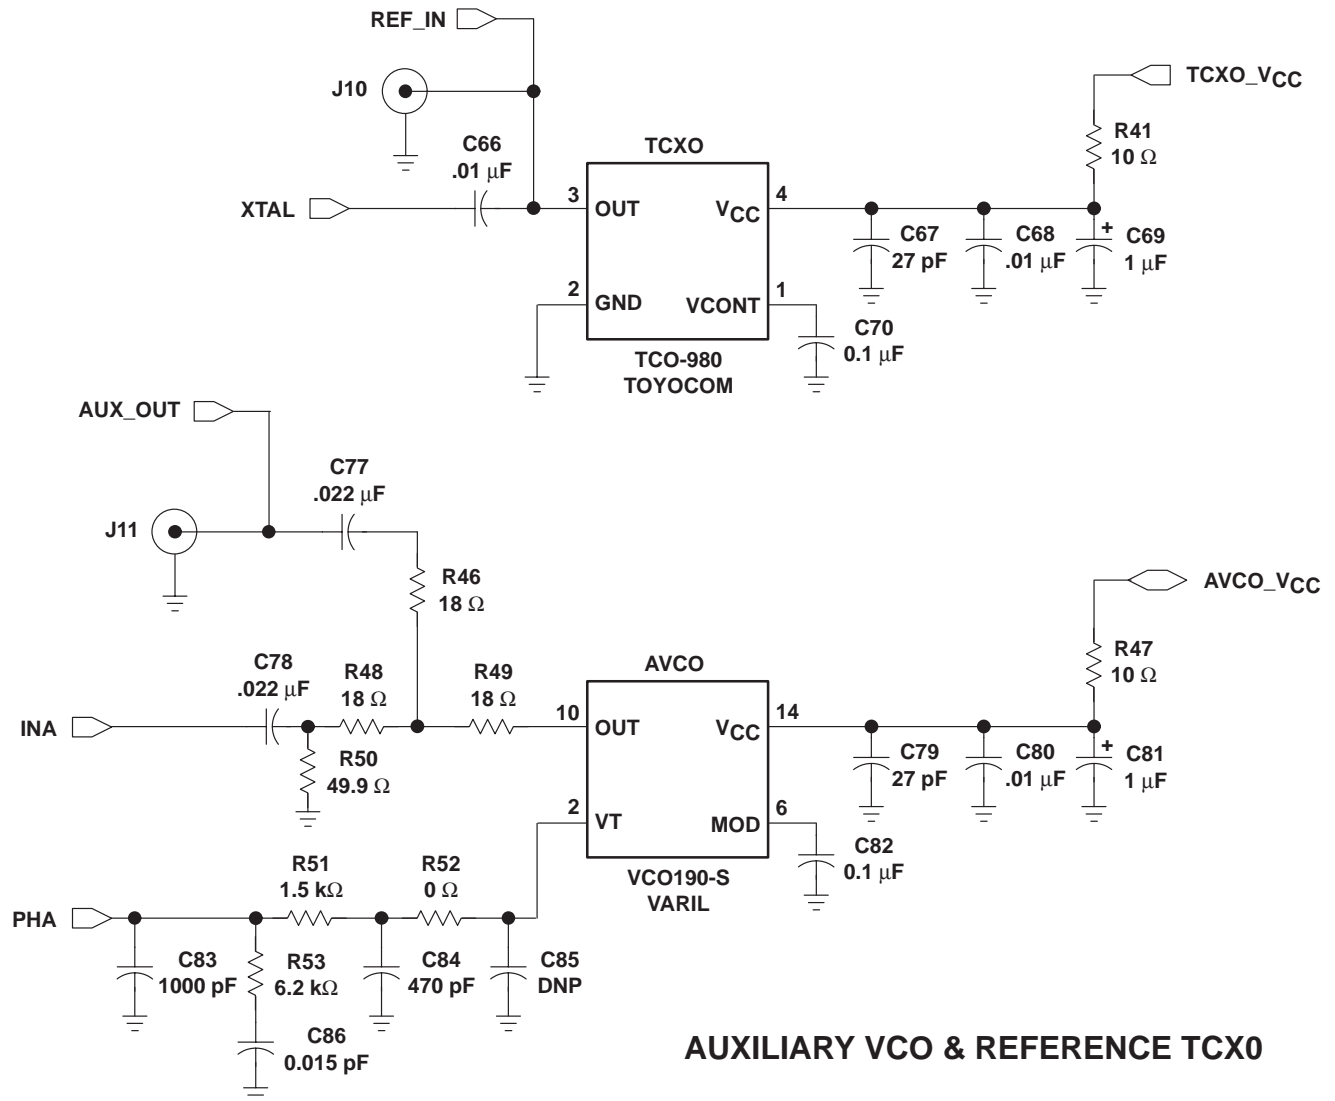 REF_IN
J10
C66
.01 μF
XTAL
TCXO
3
OUT
VCC
4
2
GND
VCONT
1
TCO-980
TOYOCOM
TCXO_VCC
R41
10 Ω
C67
27 pF
C68
.01 μF
+
C69
1 μF
C70
0.1 μF
AUX_OUT
C77
.022 μF
J11
R46
18 Ω
C78
.022 μF
R48
18 Ω
R49
18 Ω
INA
R50
49.9 Ω
AVCO
10
OUT
VCC
14
2
VT
MOD
6
VCO190-S
VARIL
AVCO_VCC
R47
10 Ω
C79
27 pF
C80
.01 μF
+
C81
1 μF
C82
0.1 μF
R51
1.5 kΩ
R52
0 Ω
PHA
C83
1000 pF
R53
6.2 kΩ
C84
470 pF
C85
DNP
C86
0.015 pF
AUXILIARY VCO & REFERENCE TCX0